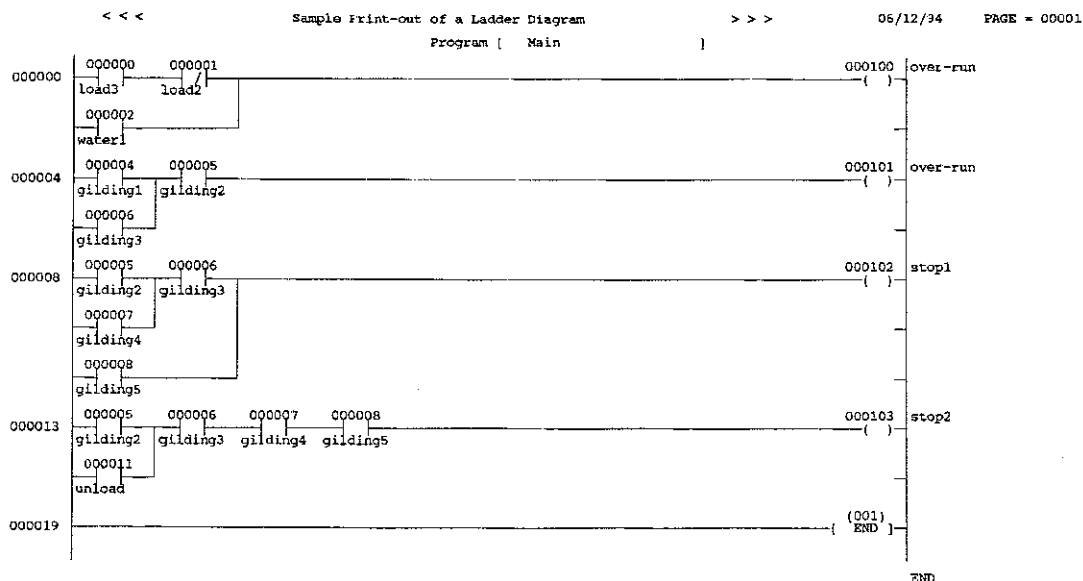 < < < Sample Print-out of a Ladder Diagram > > > 06/12/94 PAGE = 00001
Program [ Main ]
000000 000001 000100 over-run
000000 ( )
load3 load2
000002
water1
000004 000005 000101 over-run
000004 ( )
gilding1 gilding2
000006
gilding3
000005 000006 000102 stop1
000008 ( )
gilding2 gilding3
000007
gilding4
000008
gilding5
000005 000006 000007 000008 000103 stop2
000013 ( )
gilding2 gilding3 gilding4 gilding5
000011
unload
(001)
000019 [ END ]
END